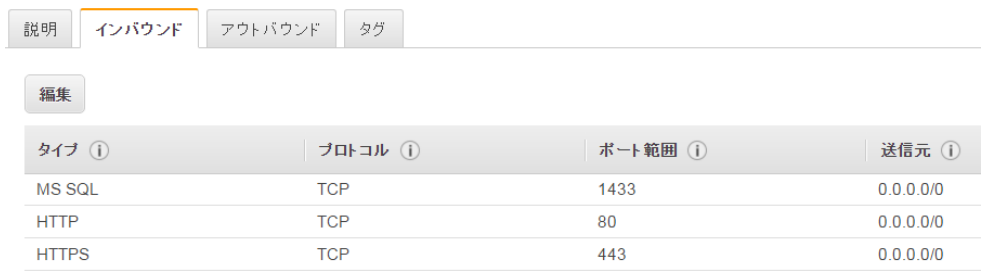 説明 インバウンド アウトバウンド タグ
編集
タイプ プロトコル ポート範囲 送信元
MS SQL TCP 1433 0.0.0.0/0
HTTP TCP 80 0.0.0.0/0
HTTPS TCP 443 0.0.0.0/0